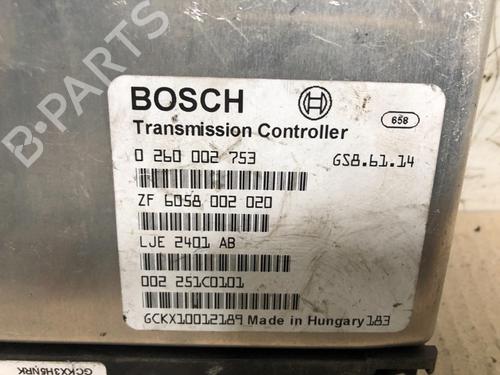 BOSCH
658
Transmission Controller
0 260 002 753
GS8.61.14
ZF 6058 002 020
LJE 2401 AB
002 251C0101
GCKX10012189 Made in Hungary 183
GCKX3H5NRK
B-PARTS